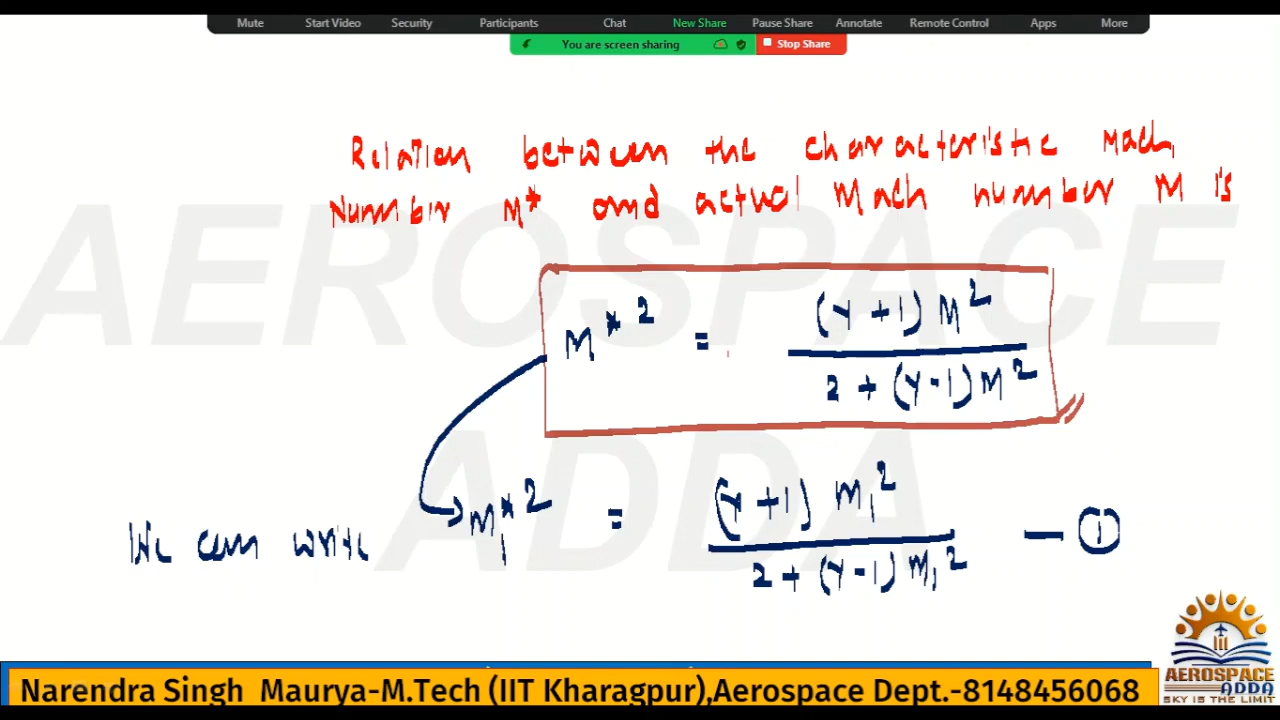 Mute Start Video Security Participants Chat New Share Pause Share Annotate Remote Control Apps More
You are screen sharing Stop Share
Relation between the characteristic Mach
Number M* and actual Mach number M is
M*² = (γ+1)M² / 2+(γ-1)M²
We can write M₁*² = (γ+1)M₁² / 2+(γ-1)M₁² — ①
AEROSPACE
ADDA
AEROSPACE
ADDA
SKY IS THE LIMIT
Narendra Singh Maurya-M.Tech (IIT Kharagpur),Aerospace Dept.-8148456068